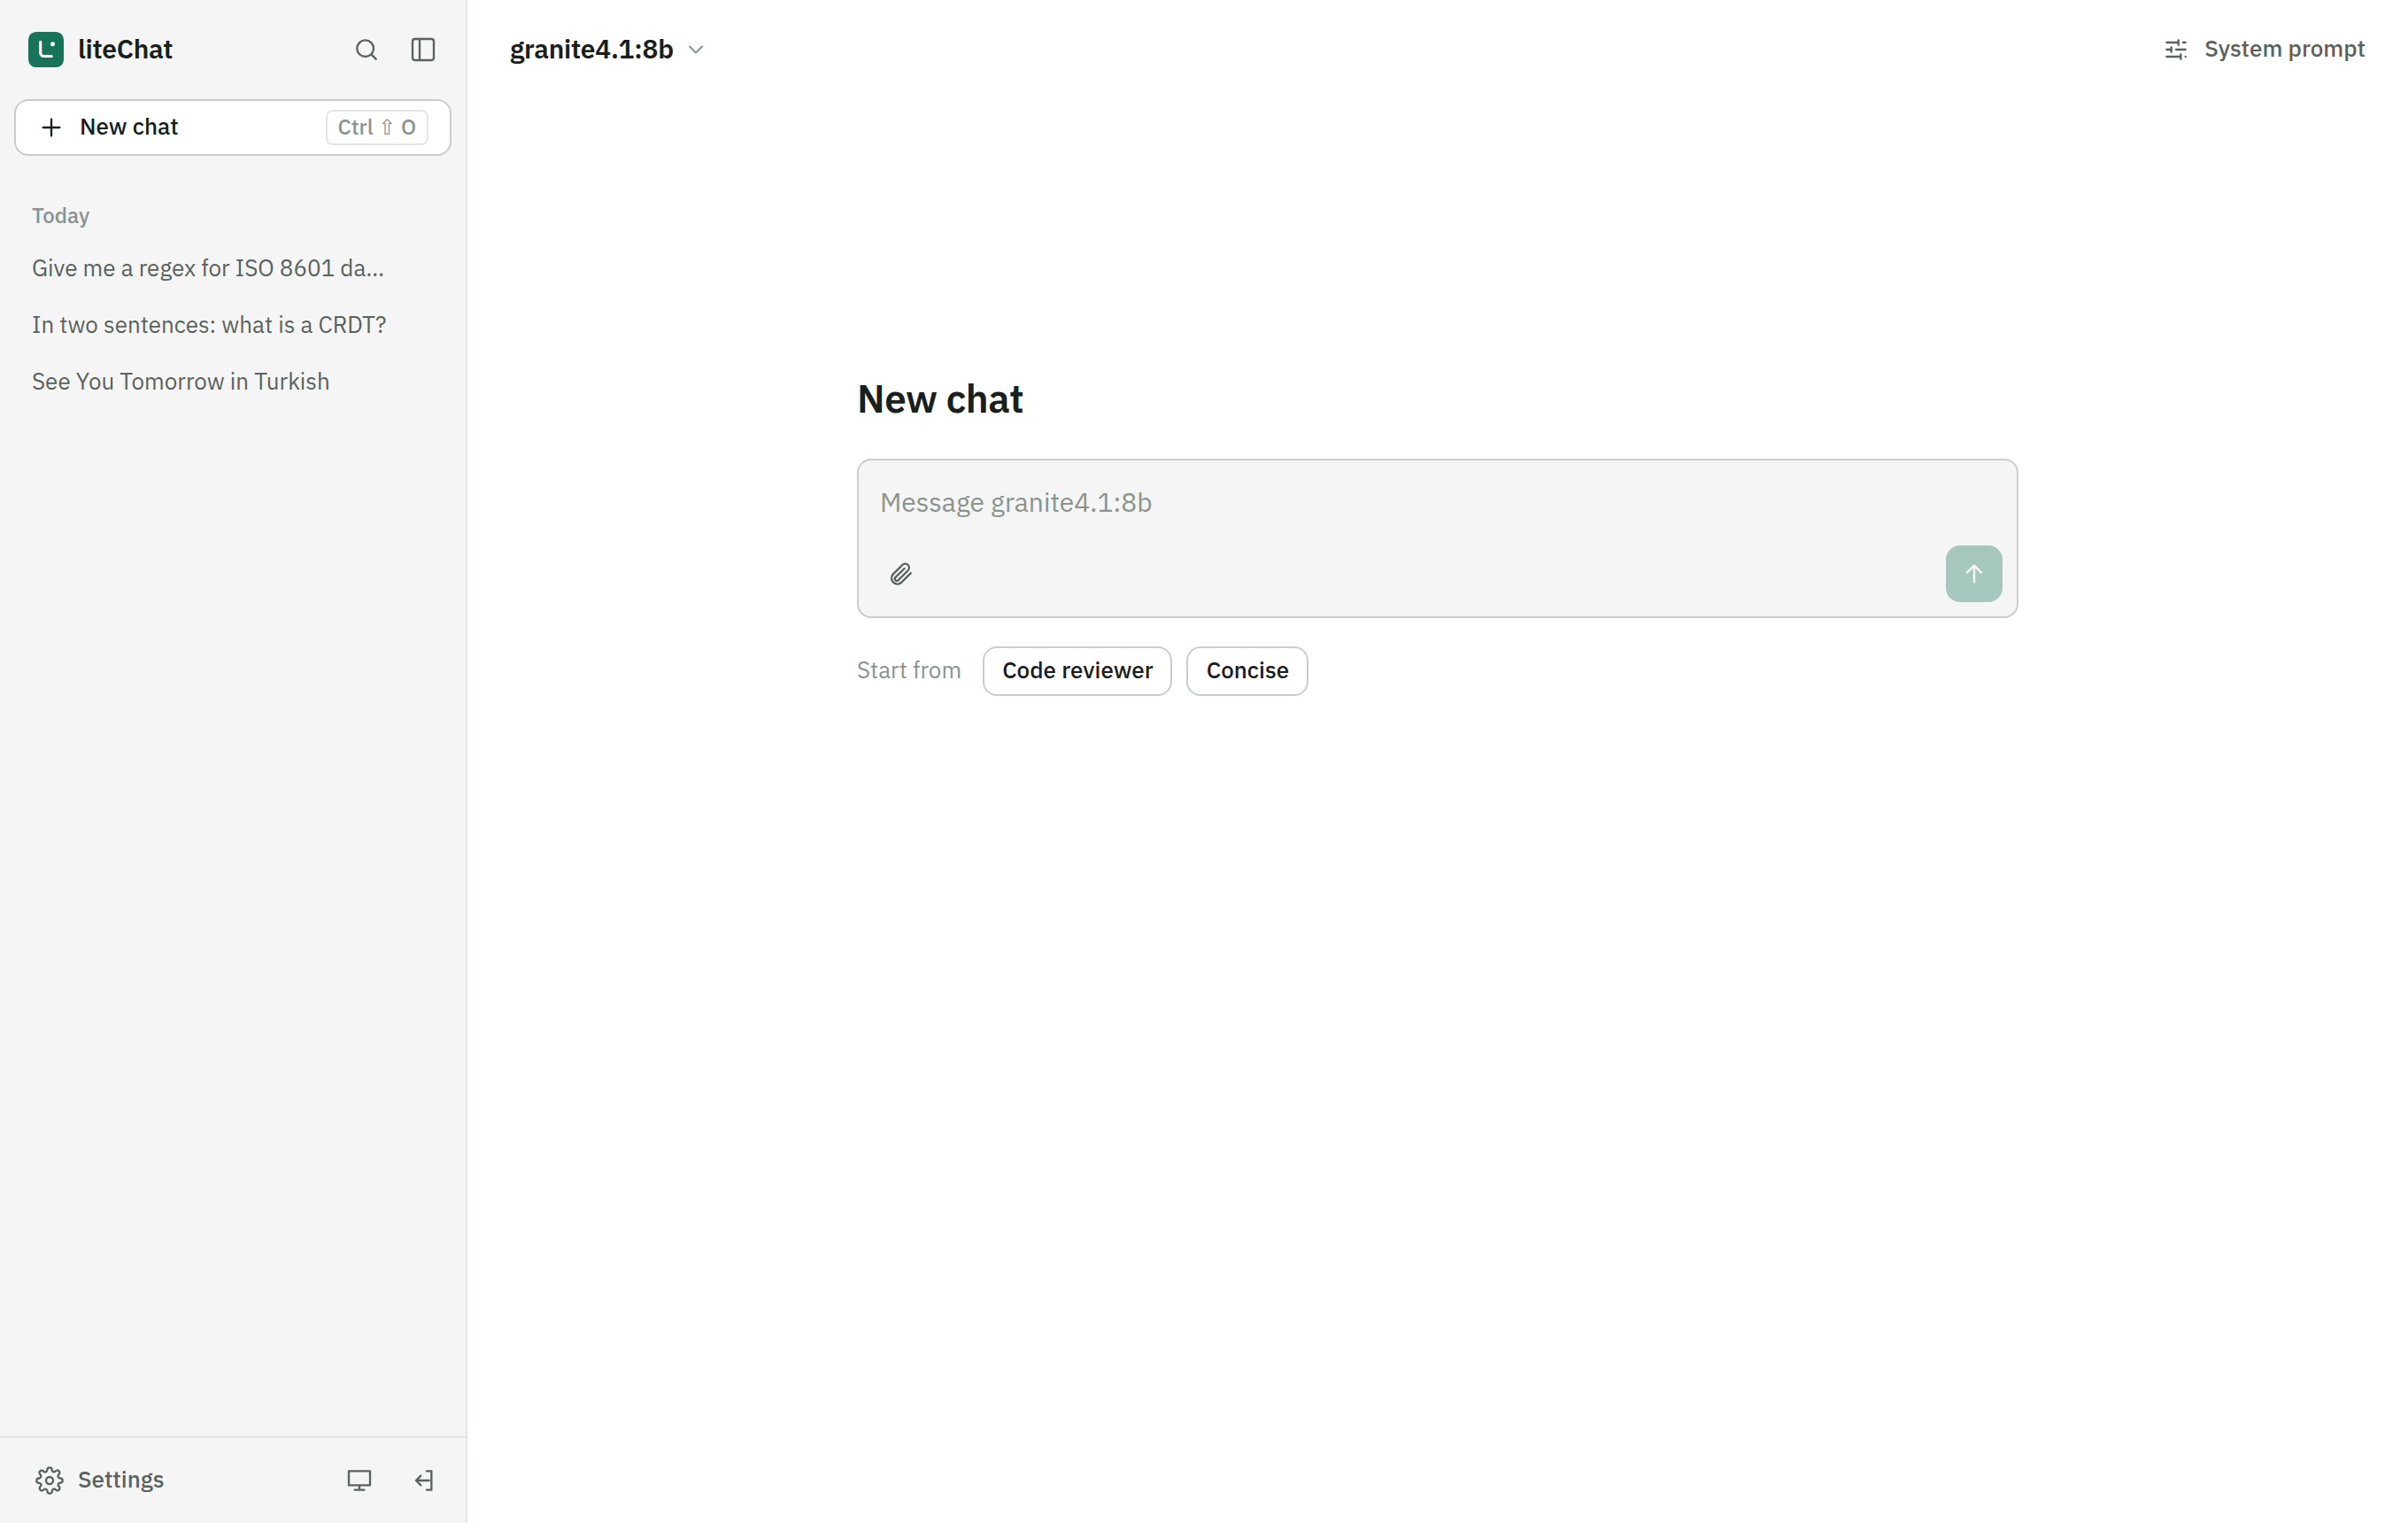 liteChat
New chat
Ctrl ⇧ O
Today
Give me a regex for ISO 8601 da...
In two sentences: what is a CRDT?
See You Tomorrow in Turkish
Settings
granite4.1:8b
System prompt
New chat
Message granite4.1:8b
Start from
Code reviewer
Concise